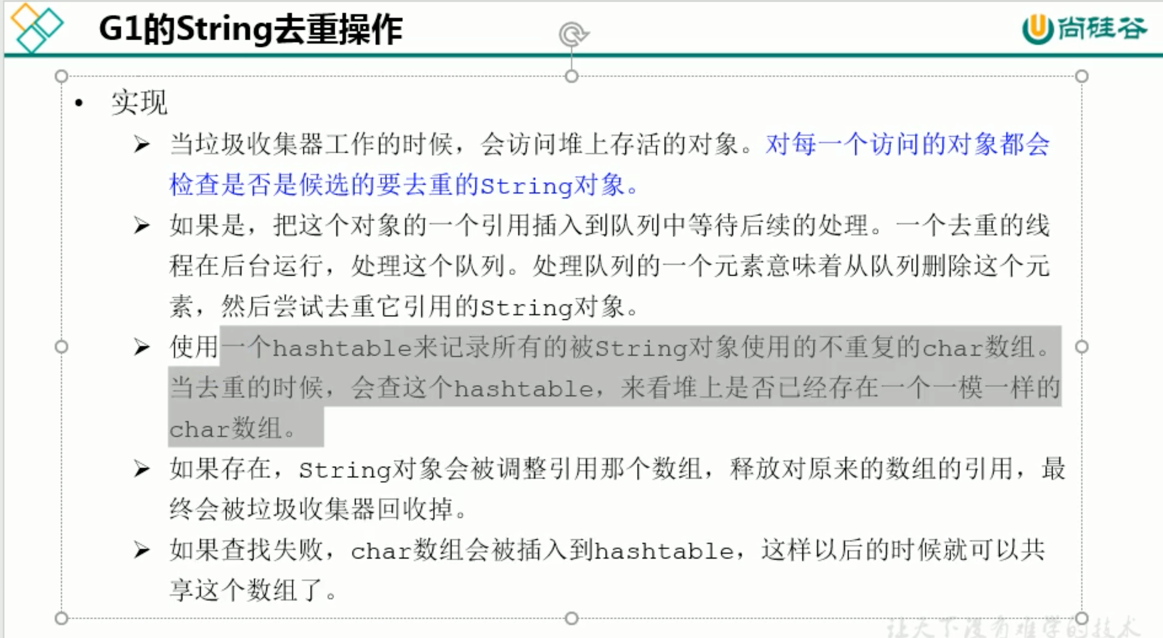 G1的String去重操作
尚硅谷
• 实现
➢ 当垃圾收集器工作的时候，会访问堆上存活的对象。对每一个访问的对象都会
检查是否是候选的要去重的String对象。
➢ 如果是，把这个对象的一个引用插入到队列中等待后续的处理。一个去重的线
程在后台运行，处理这个队列。处理队列的一个元素意味着从队列删除这个元
素，然后尝试去重它引用的String对象。
➢ 使用一个hashtable来记录所有的被String对象使用的不重复的char数组。
当去重的时候，会查这个hashtable，来看堆上是否已经存在一个一模一样的
char数组。
➢ 如果存在，String对象会被调整引用那个数组，释放对原来的数组的引用，最
终会被垃圾收集器回收掉。
➢ 如果查找失败，char数组会被插入到hashtable，这样以后的时候就可以共
享这个数组了。
让天下没有难学的技术